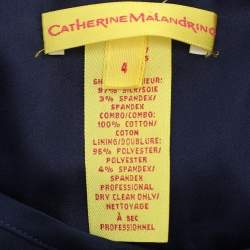 CATHERINE MALANDRINO
4
97% SILK/SOIE
3% SPANDEX/
SPANDEX
COMBO/COMBO:
100% COTTON/
COTON
LINING/
DOUBLURE:
96% POLYESTER/
POLYESTER
4% SPANDEX/
SPANDEX
PROFESSIONAL
DRY CLEAN ONLY/
NETTOYAGE
À SEC
PROFESSIONNEL